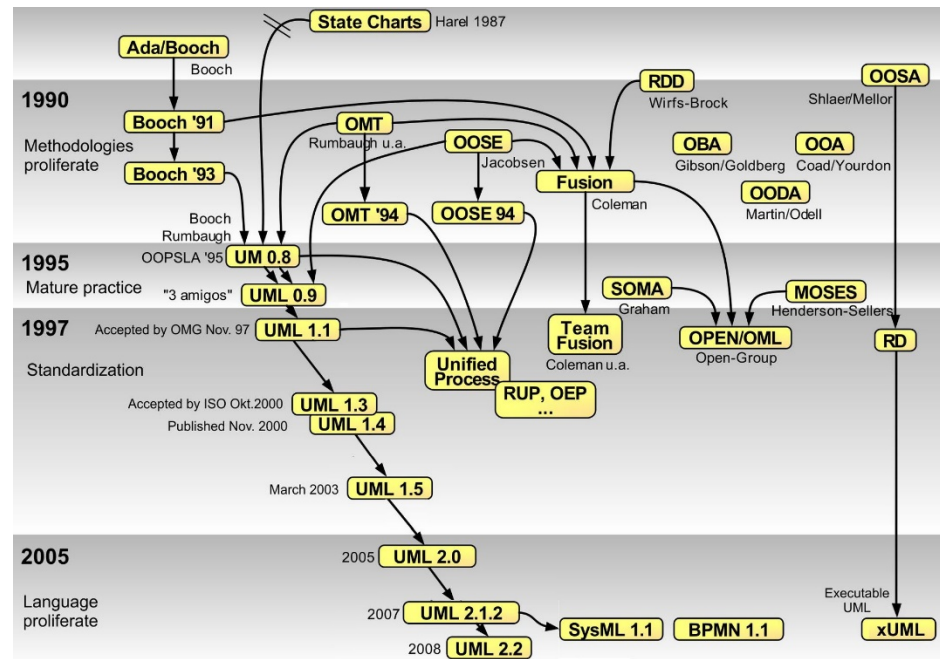 State Charts
Harel 1987
Ada/Booch
Booch
RDD
Wirfs-Brock
OOSA
Shlaer/Mellor
1990
Methodologies
proliferate
Booch '91
OMT
Rumbaugh u.a.
OOSE
Jacobsen
OBA
Gibson/Goldberg
OOA
Coad/Yourdon
Booch '93
Fusion
Coleman
OODA
Martin/Odell
OMT '94
OOSE 94
Booch
Rumbaugh
1995
Mature practice
OOPSLA '95
UM 0.8
"3 amigos"
UML 0.9
SOMA
Graham
MOSES
Henderson-Sellers
1997
Standardization
Accepted by OMG Nov. 97
UML 1.1
Team
Fusion
Coleman u.a.
OPEN/OML
Open-Group
RD
Unified
Process
RUP, OEP
...
Accepted by ISO Okt.2000
UML 1.3
Published Nov. 2000
UML 1.4
March 2003
UML 1.5
2005
Language
proliferate
2005
UML 2.0
2007
UML 2.1.2
2008
UML 2.2
SysML 1.1
BPMN 1.1
Executable
UML
xUML